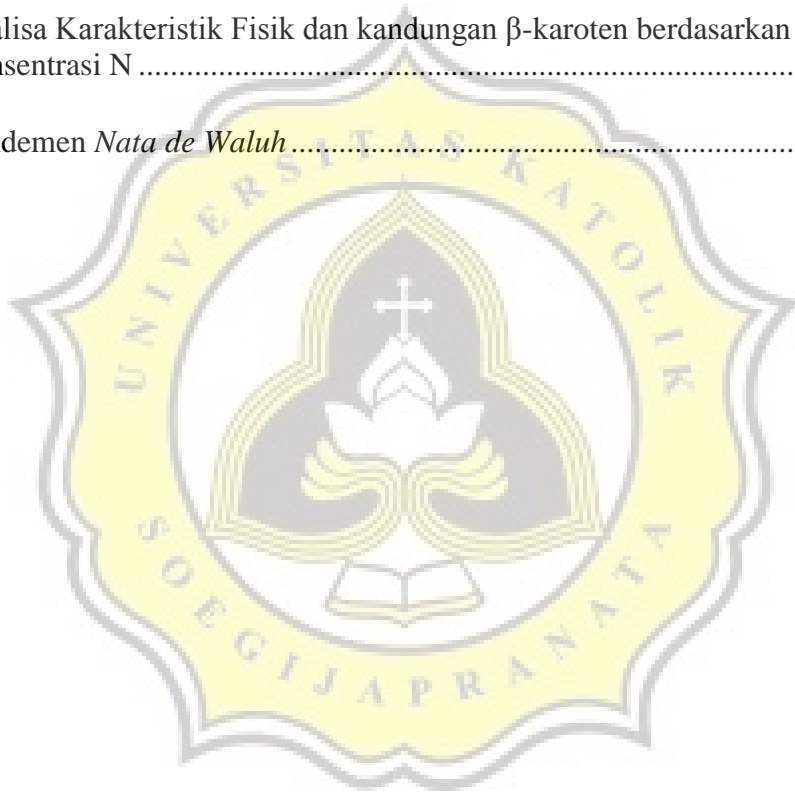 alisa Karakteristik Fisik dan kandungan β-karoten berdasarkan
nsentrasi N ..........................................................................
demen Nata de Waluh ........................................................
UNIVERSITAS KATOLIK
SOEGIJAPRANATA